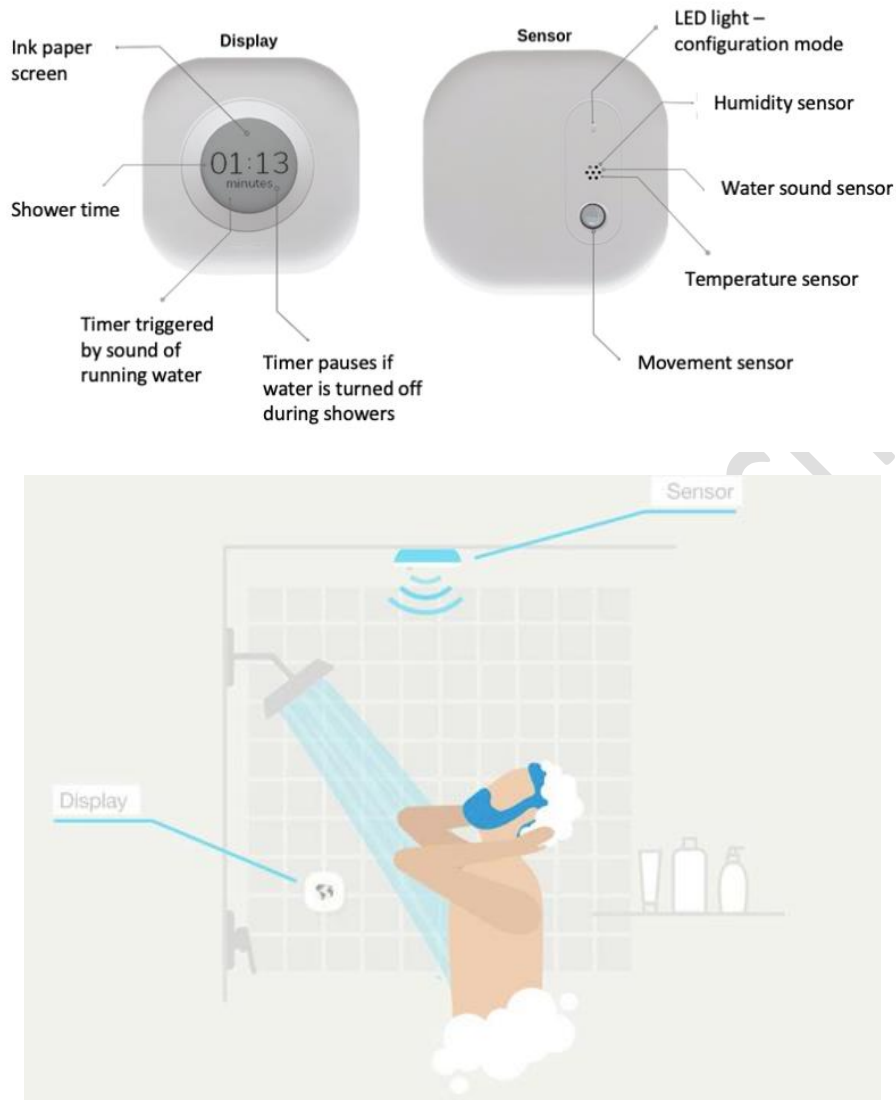 Display
Ink paper
screen
01:13
minutes
Shower time
Timer triggered
by sound of
running water
Timer pauses if
water is turned off
during showers
Sensor
LED light –
configuration mode
Humidity sensor
Water sound sensor
Temperature sensor
Movement sensor
Sensor
Display